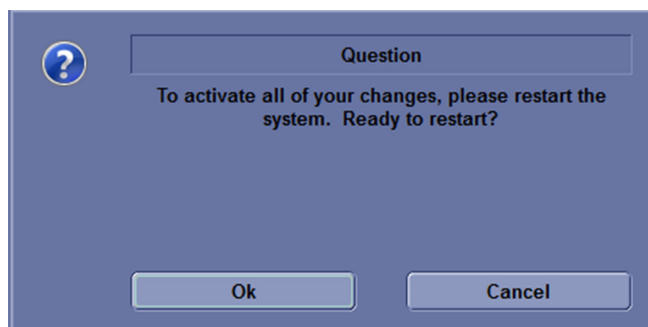 Question
To activate all of your changes, please restart the
system.  Ready to restart?
Ok
Cancel